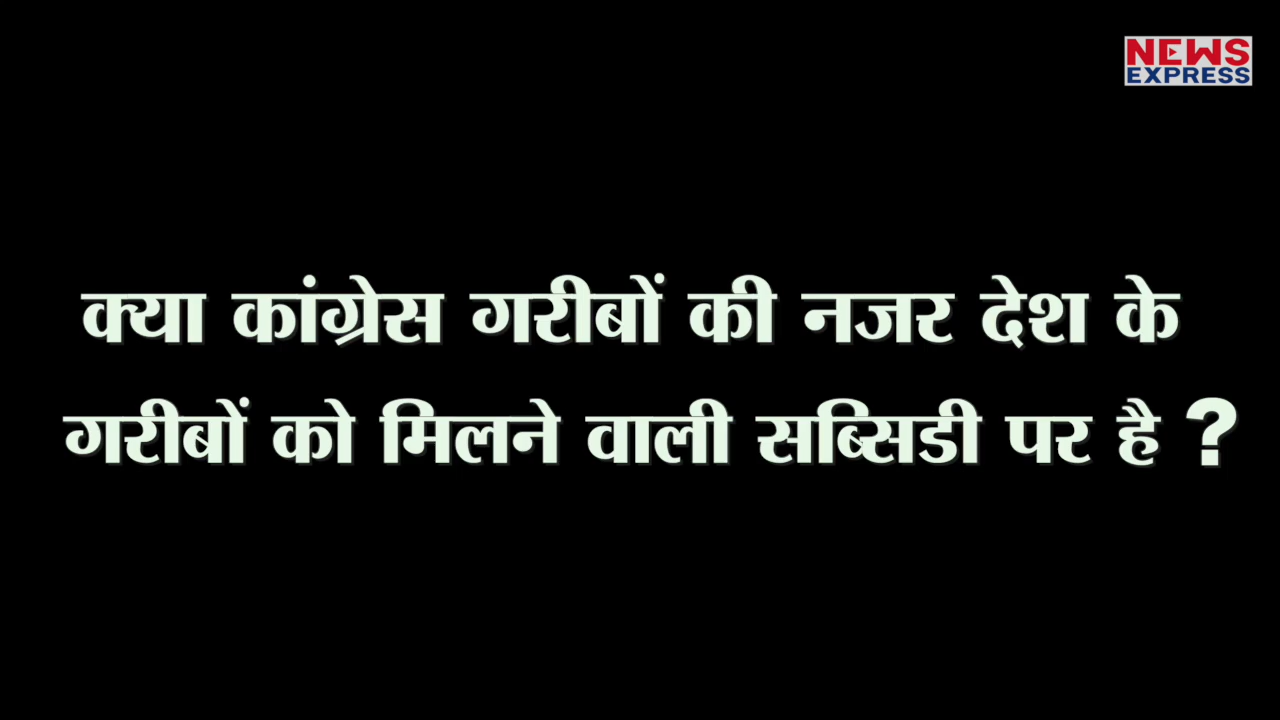 NEWS
EXPRESS
क्या कांग्रेस गरीबों की नजर देश के
गरीबों को मिलने वाली सब्सिडी पर है ?